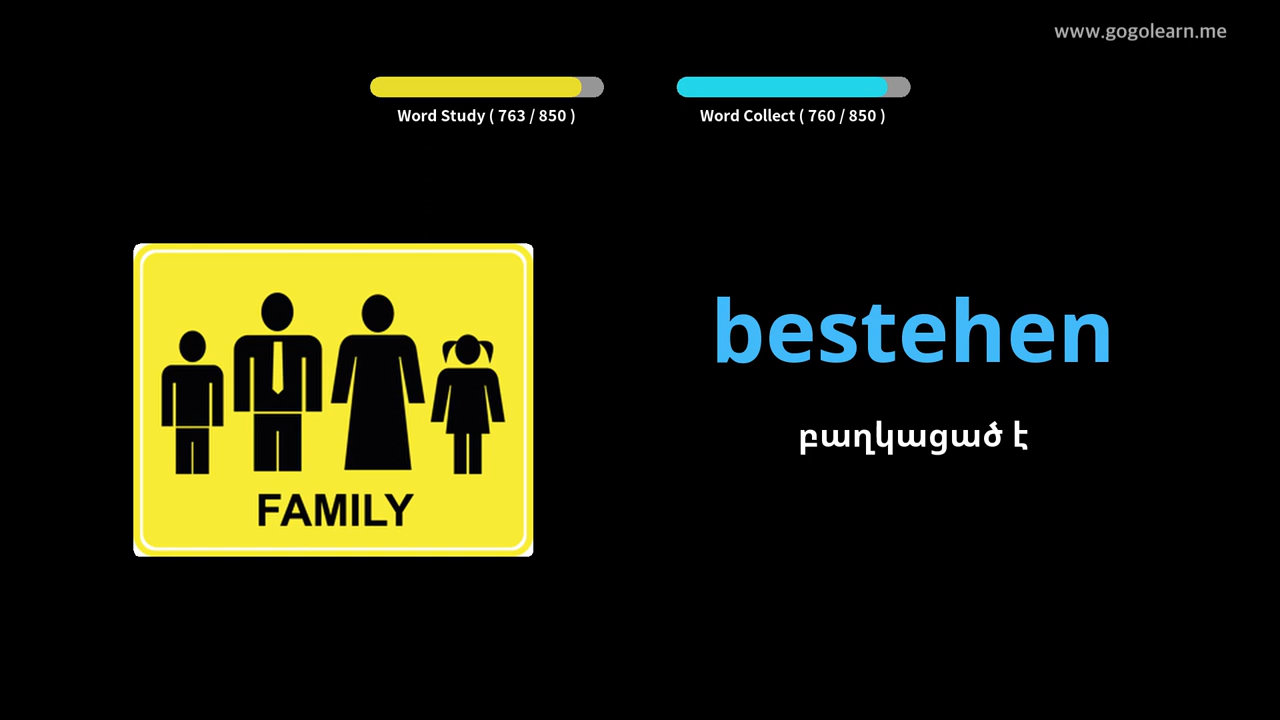 www.gogolearn.me
Word Study ( 763 / 850 )
Word Collect ( 760 / 850 )
bestehen
բաղկացած է
FAMILY